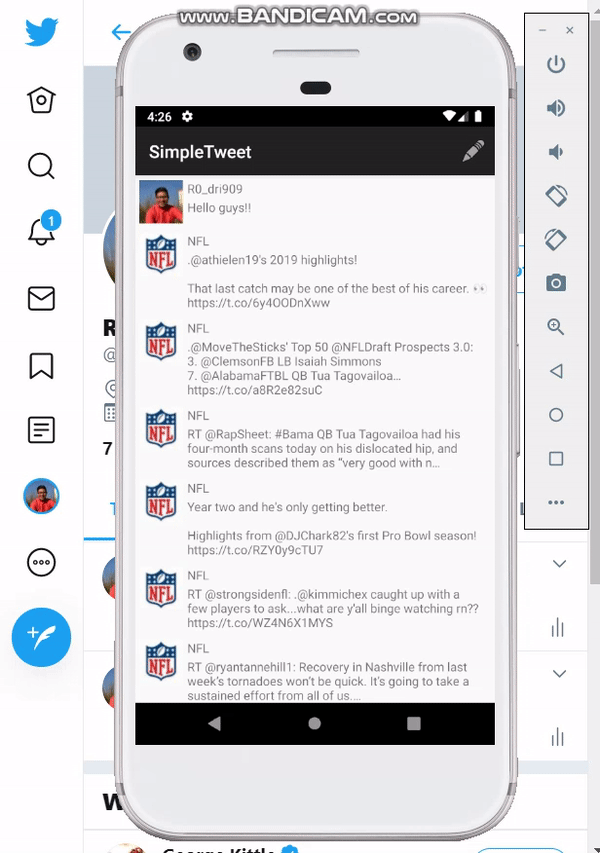 www.BANDICAM.com
4:26
SimpleTweet
R0_dri909
Hello guys!!
NFL
.@athielen19's 2019 highlights!
That last catch may be one of the best of his career. 👀
https://t.co/6y4OODnXww
NFL
.@MoveTheSticks' Top 50 @NFLDraft Prospects 3.0:
3. @ClemsonFB LB Isaiah Simmons
7. @AlabamaFTBL QB Tua Tagovailoa…
https://t.co/a8R2e82suC
NFL
RT @RapSheet: #Bama QB Tua Tagovailoa had his
four-month scans today on his dislocated hip, and
sources described them as "very good with n…
NFL
Year two and he's only getting better.
Highlights from @DJChark82's first Pro Bowl season!
https://t.co/RZY0y9cTU7
NFL
RT @strongsidenfl: .@kimmichex caught up with a
few players to ask...what are y'all binge watching rn??
https://t.co/WZ4N6X1MYS
NFL
RT @ryantannehill1: Recovery in Nashville from last
week's tornadoes won't be quick. It's going to take a
sustained effort from all of us....
1
R
@
7
W